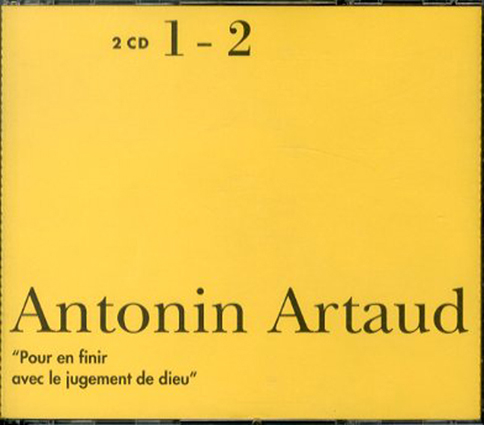 2 CD 1 - 2
Antonin Artaud
"Pour en finir
avec le jugement de dieu"